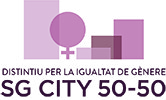 DISTINTIU PER LA IGUALTAT DE GÈNERE
SG CITY 50-50